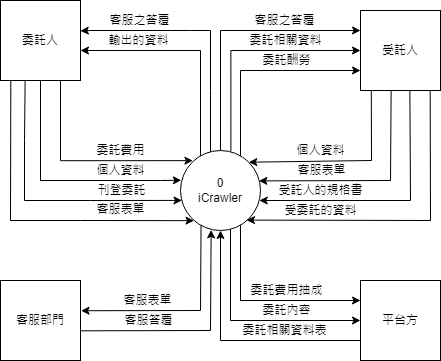 委託人
客服之答覆
輸出的資料
客服之答覆
委託相關資料
委託酬勞
受託人
委託費用
個人資料
刊登委託
客服表單
0
iCrawler
個人資料
客服表單
受託人的規格書
受委託的資料
客服部門
客服表單
客服答覆
委託費用抽成
委託內容
委託相關資料表
平台方